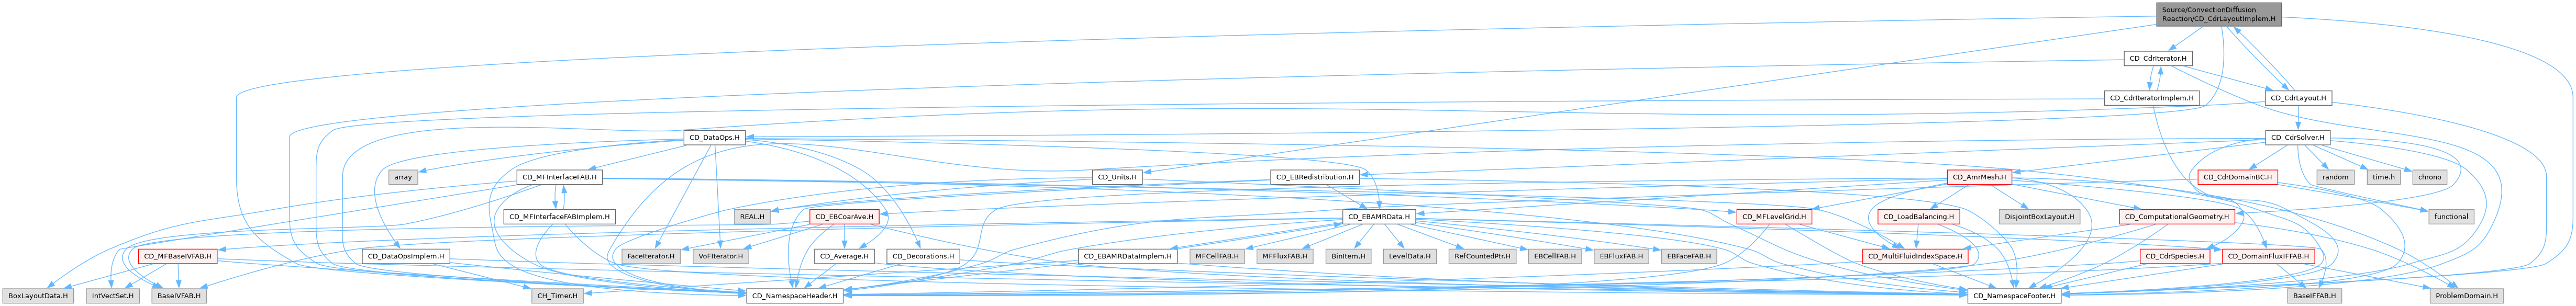 Source/ConvectionDiffusion
Reaction/CD_CdrLayoutImplem.H
CD_CdrIterator.H
CD_CdrIteratorImplem.H
CD_CdrLayout.H
CD_DataOps.H
CD_CdrSolver.H
array
CD_MFInterfaceFAB.H
CD_Units.H
CD_EBRedistribution.H
CD_AmrMesh.H
CD_CdrDomainBC.H
random
time.h
chrono
CD_MFInterfaceFABImplem.H
REAL.H
CD_EBCoarAve.H
CD_EBAMRData.H
CD_MFLevelGrid.H
CD_LoadBalancing.H
DisjointBoxLayout.H
CD_ComputationalGeometry.H
functional
CD_MFBaseIVFAB.H
CD_DataOpsImplem.H
FaceIterator.H
VoFIterator.H
CD_Average.H
CD_Decorations.H
CD_EBAMRDataImplem.H
MFCellFAB.H
MFFluxFAB.H
BinItem.H
LevelData.H
RefCountedPtr.H
EBCellFAB.H
EBFluxFAB.H
EBFaceFAB.H
CD_MultiFluidIndexSpace.H
CD_CdrSpecies.H
CD_DomainFluxIFFAB.H
BoxLayoutData.H
IntVectSet.H
BaseIVFAB.H
CH_Timer.H
CD_NamespaceHeader.H
CD_NamespaceFooter.H
BaseIFFAB.H
ProblemDomain.H